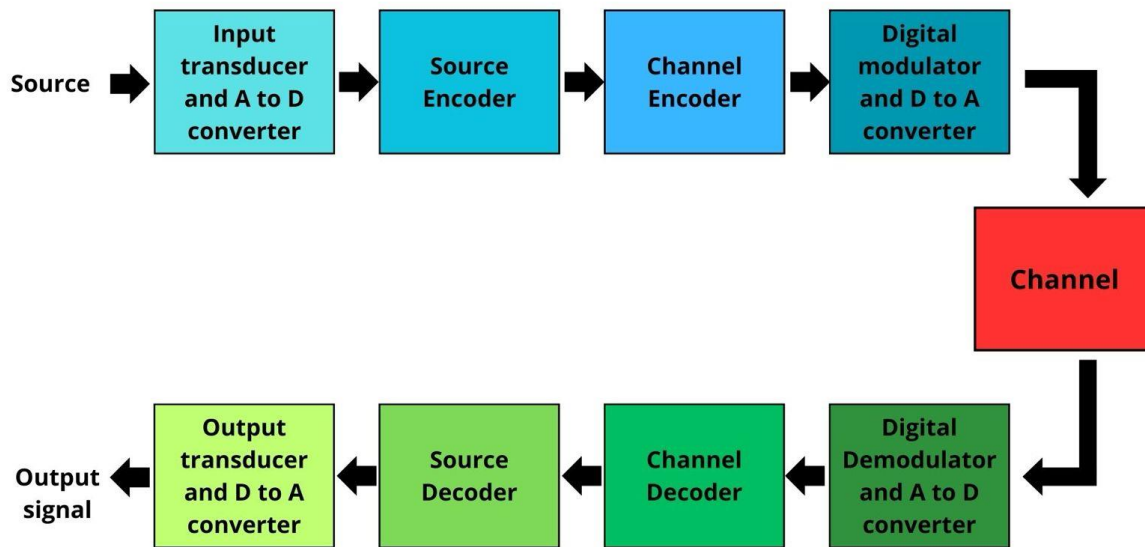 Source
Input
transducer
and A to D
converter
Source
Encoder
Channel
Encoder
Digital
modulator
and D to A
converter
Channel
Output
signal
Output
transducer
and D to A
converter
Source
Decoder
Channel
Decoder
Digital
Demodulator
and A to D
converter